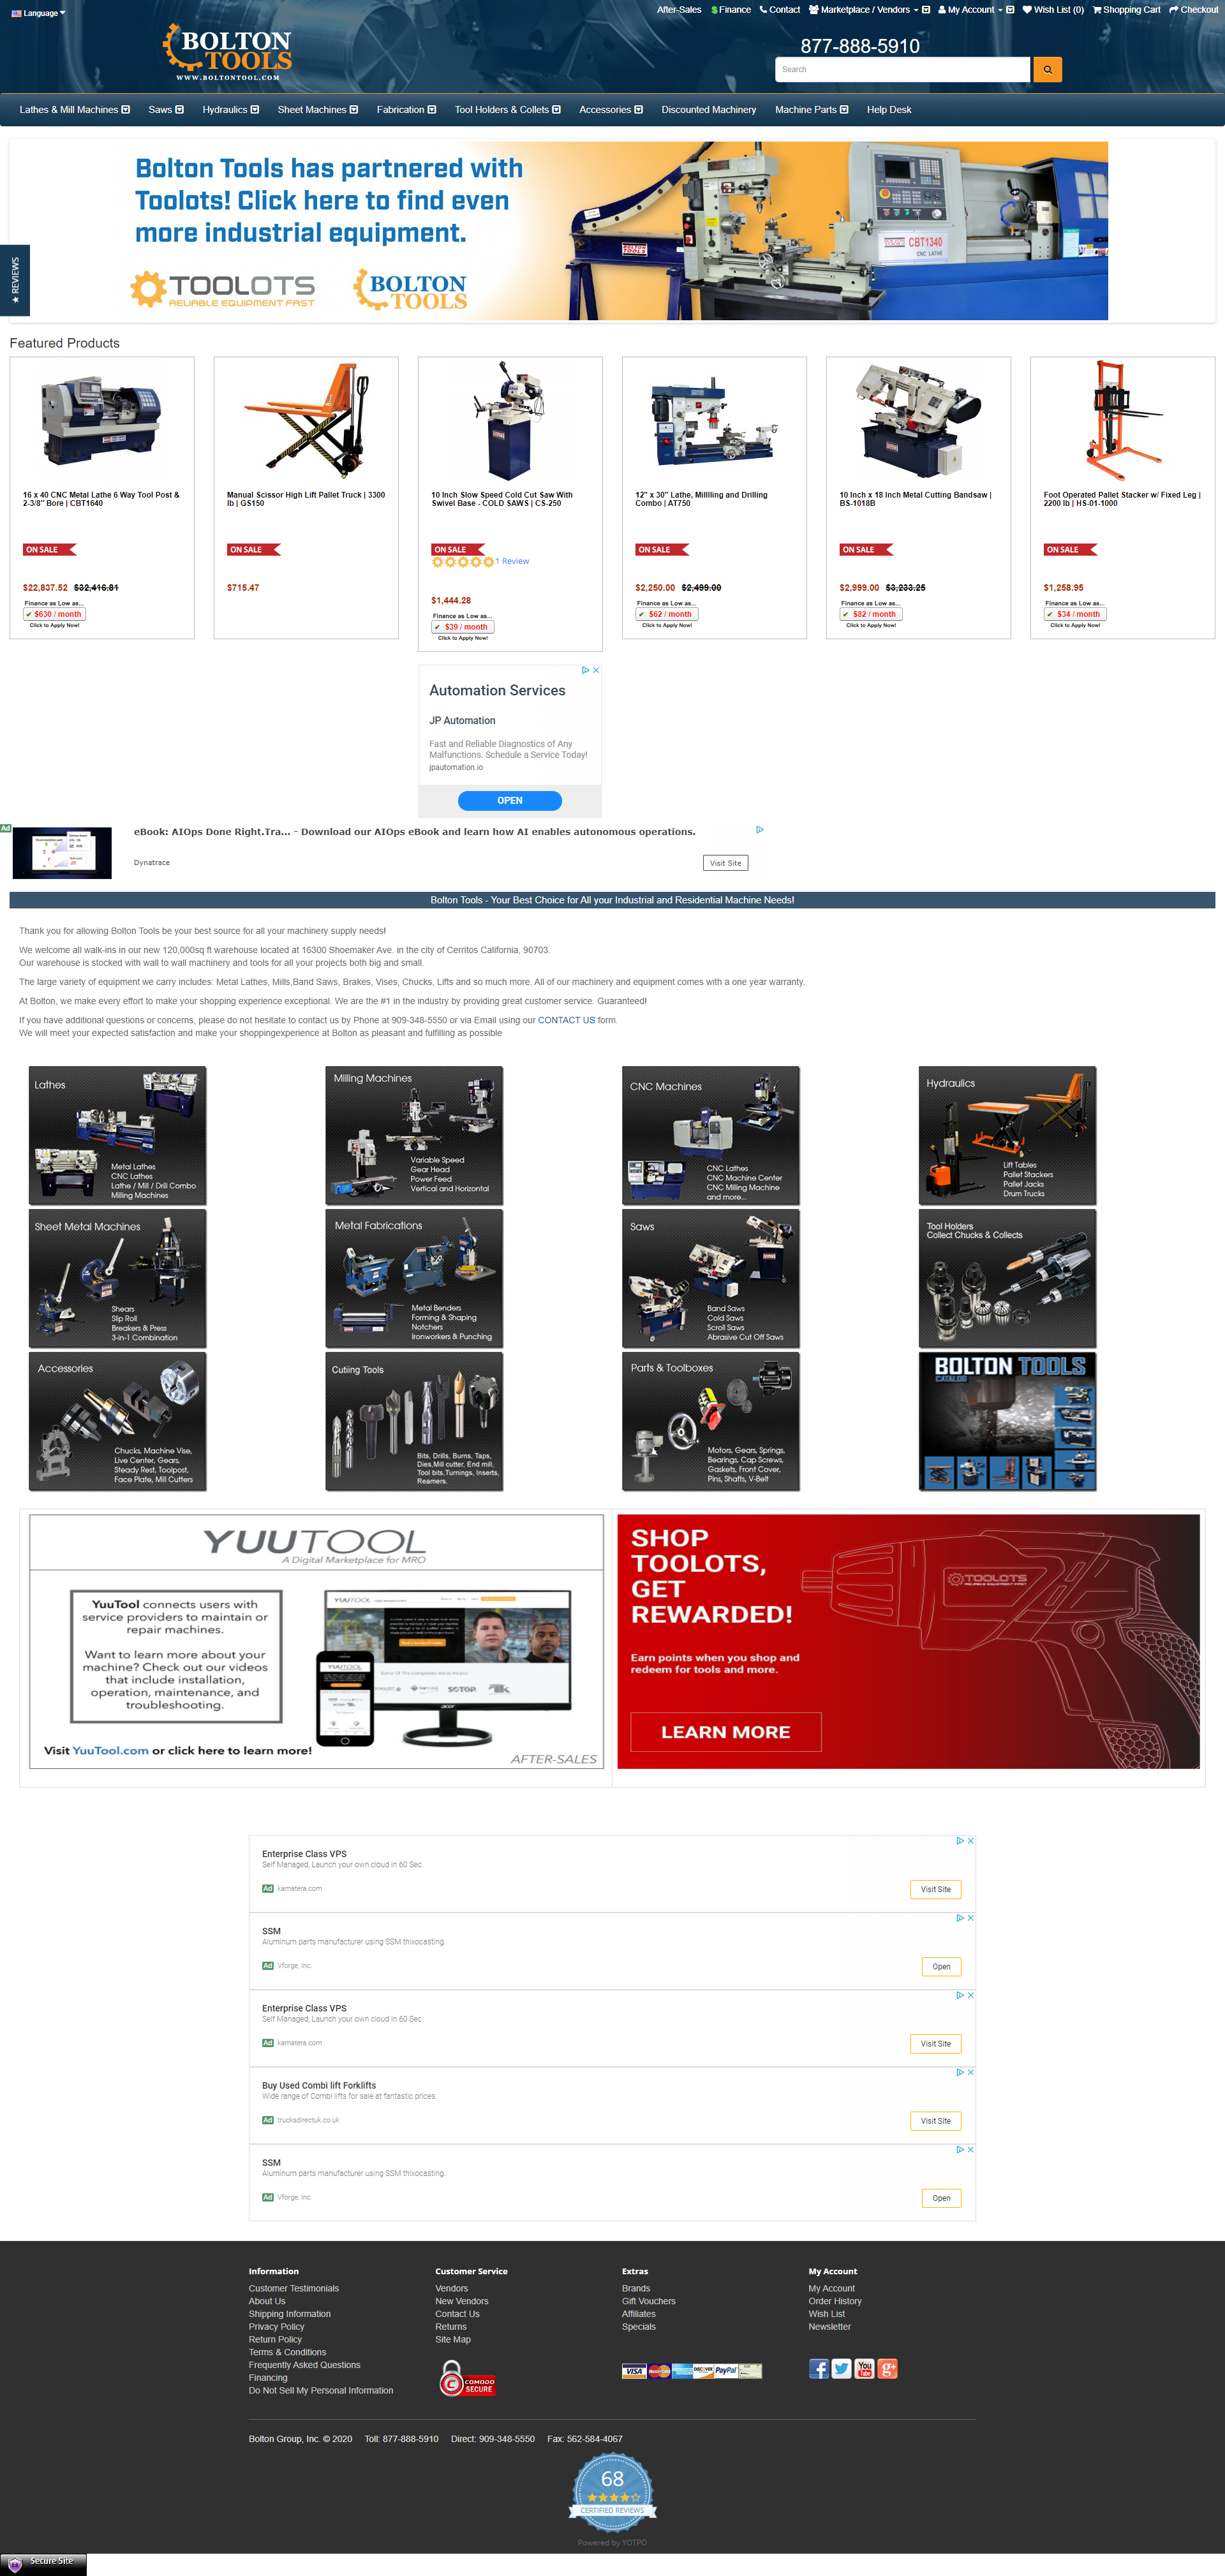 Language
After-Sales Finance Contact Marketplace / Vendors My Account Wish List (0) Shopping Cart Checkout
BOLTON
TOOLS
WWW.BOLTONTOOL.COM
877-888-5910
Search
Lathes & Mill Machines Saws Hydraulics Sheet Machines Fabrication Tool Holders & Collets Accessories Discounted Machinery Machine Parts Help Desk
Bolton Tools has partnered with
Toolots! Click here to find even
more industrial equipment.
TOOLOTS
RELIABLE EQUIPMENT FAST
BOLTON
TOOLS
CBT1340
CNC LATHE
★ REVIEWS
Featured Products
16 x 40 CNC Metal Lathe 6 Way Tool Post &
2-3/8" Bore | CBT1640
ON SALE
$22,837.52 $32,416.81
Finance as Low as...
✔ $630 / month
Click to Apply Now!
Manual Scissor High Lift Pallet Truck | 3300
lb | GS150
ON SALE
$715.47
10 Inch Slow Speed Cold Cut Saw With
Swivel Base - COLD SAWS | CS-250
ON SALE
1 Review
$1,444.28
Finance as Low as...
✔ $39 / month
Click to Apply Now!
12" x 30" Lathe, Milllling and Drilling
Combo | AT750
ON SALE
$2,250.00 $2,499.00
Finance as Low as...
✔ $62 / month
Click to Apply Now!
10 Inch x 18 Inch Metal Cutting Bandsaw |
BS-1018B
ON SALE
$2,999.00 $3,233.25
Finance as Low as...
✔ $82 / month
Click to Apply Now!
Foot Operated Pallet Stacker w/ Fixed Leg |
2200 lb | HS-01-1000
ON SALE
$1,258.95
Finance as Low as...
✔ $34 / month
Click to Apply Now!
Automation Services
JP Automation
Fast and Reliable Diagnostics of Any
Malfunctions. Schedule a Service Today!
jpautomation.io
OPEN
Ad
eBook: AIOps Done Right.Tra... - Download our AIOps eBook and learn how AI enables autonomous operations.
Dynatrace
Visit Site
Bolton Tools - Your Best Choice for All your Industrial and Residential Machine Needs!
Thank you for allowing Bolton Tools be your best source for all your machinery supply needs!
We welcome all walk-ins in our new 120,000sq ft warehouse located at 16300 Shoemaker Ave. in the city of Cerritos California, 90703.
Our warehouse is stocked with wall to wall machinery and tools for all your projects both big and small.
The large variety of equipment we carry includes: Metal Lathes, Mills,Band Saws, Brakes, Vises, Chucks, Lifts and so much more. All of our machinery and equipment comes with a one year warranty.
At Bolton, we make every effort to make your shopping experience exceptional. We are the #1 in the industry by providing great customer service. Guaranteed!
If you have additional questions or concerns, please do not hesitate to contact us by Phone at 909-348-5550 or via Email using our CONTACT US form.
We will meet your expected satisfaction and make your shoppingexperience at Bolton as pleasant and fulfilling as possible
Lathes
Metal Lathes
CNC Lathes
Lathe / Mill / Drill Combo
Milling Machines
Milling Machines
Variable Speed
Gear Head
Power Feed
Vertical and Horizontal
CNC Machines
CNC Lathes
CNC Machine Center
CNC Milling Machine
and more...
Hydraulics
Lift Tables
Pallet Stackers
Pallet Jacks
Drum Trucks
Sheet Metal Machines
Shears
Slip Roll
Breakers & Press
3-in-1 Combination
Metal Fabrications
Metal Benders
Forming & Shaping
Notchers
Ironworkers & Punching
Saws
Band Saws
Cold Saws
Scroll Saws
Abrasive Cut Off Saws
Tool Holders
Collect Chucks & Collects
Accessories
Chucks, Machine Vise,
Live Center, Gears,
Steady Rest, Toolpost,
Face Plate, Mill Cutters
Cutiing Tools
Bits, Drills, Burns, Taps,
Dies,Mill cutter, End mill,
Tool bits,Turnings, Inserts,
Reamers.
Parts & Toolboxes
Motors, Gears, Springs,
Bearings, Cap Screws,
Gaskets, Front Cover,
Pins, Shafts, V-Belt
BOLTON TOOLS
CATALOG
YUUTOOL
A Digital Marketplace for MRO
YuuTool connects users with
service providers to maintain or
repair machines.
Want to learn more about your
machine? Check out our videos
that include installation,
operation, maintenance, and
troubleshooting.
Visit YuuTool.com or click here to learn more!
AFTER-SALES
SHOP
TOOLOTS,
GET
REWARDED!
Earn points when you shop and
redeem for tools and more.
LEARN MORE
TOOLOTS
RELIABLE EQUIPMENT FAST
Enterprise Class VPS
Self Managed, Launch your own cloud in 60 Sec.
Ad kamatera.com
Visit Site
SSM
Aluminum parts manufacturer using SSM thixocasting.
Ad Vforge, Inc.
Open
Enterprise Class VPS
Self Managed, Launch your own cloud in 60 Sec.
Ad kamatera.com
Visit Site
Buy Used Combi lift Forklifts
Wide range of Combi lifts for sale at fantastic prices.
Ad trucksdirectuk.co.uk
Visit Site
SSM
Aluminum parts manufacturer using SSM thixocasting.
Ad Vforge, Inc.
Open
Information
Customer Testimonials
About Us
Shipping Information
Privacy Policy
Return Policy
Terms & Conditions
Frequently Asked Questions
Financing
Do Not Sell My Personal Information
Customer Service
Vendors
New Vendors
Contact Us
Returns
Site Map
COMODO
SECURE
Extras
Brands
Gift Vouchers
Affiliates
Specials
VISA MasterCard DISCOVER PayPal
My Account
My Account
Order History
Wish List
Newsletter
You Tube
Bolton Group, Inc. © 2020 Toll: 877-888-5910 Direct: 909-348-5550 Fax: 562-584-4067
68
CERTIFIED REVIEWS
Powered by YOTPO
Secure Site